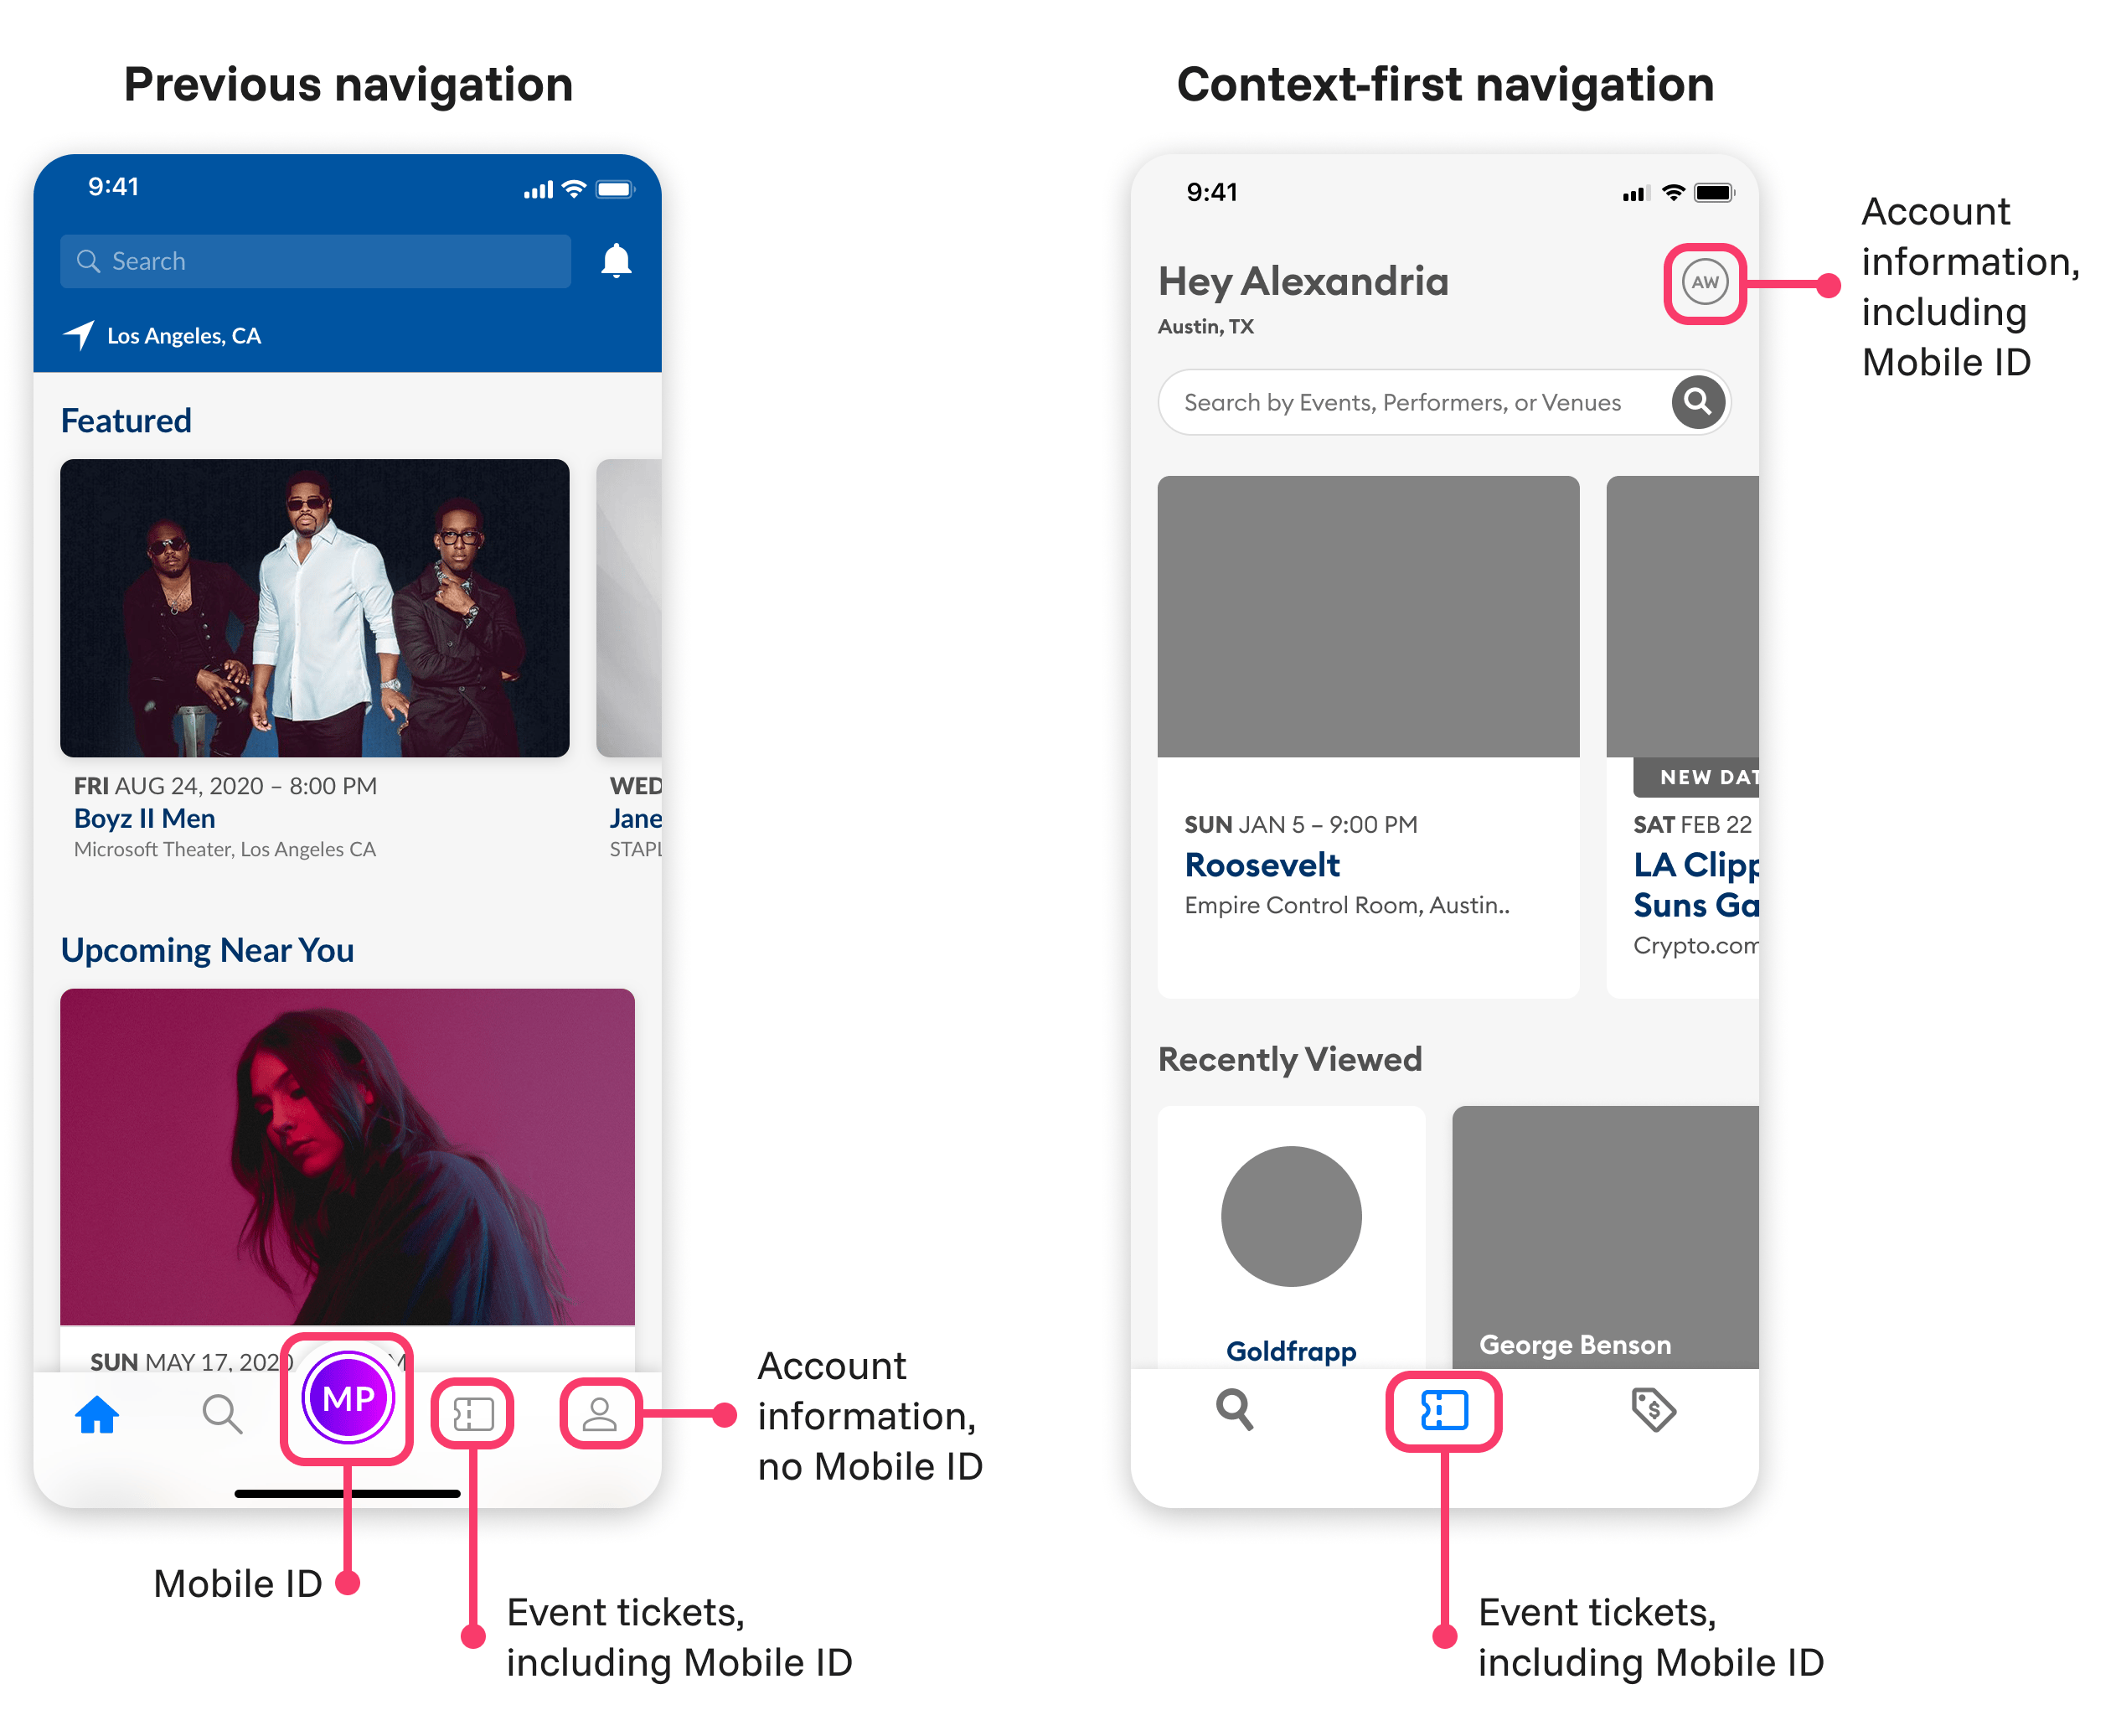 Previous navigation
9:41
Search
Los Angeles, CA
Featured
FRI AUG 24, 2020 – 8:00 PM
Boyz II Men
Microsoft Theater, Los Angeles CA
WED
Jane
STAPL
Upcoming Near You
SUN MAY 17, 2020
M
MP
Account
information,
no Mobile ID
Mobile ID
Event tickets,
including Mobile ID
Context-first navigation
9:41
Hey Alexandria
AW
Austin, TX
Search by Events, Performers, or Venues
SUN JAN 5 – 9:00 PM
Roosevelt
Empire Control Room, Austin..
NEW DAT
SAT FEB 22
LA Clipp
Suns Ga
Crypto.com
Recently Viewed
Goldfrapp
George Benson
$
Account
information,
including
Mobile ID
Event tickets,
including Mobile ID